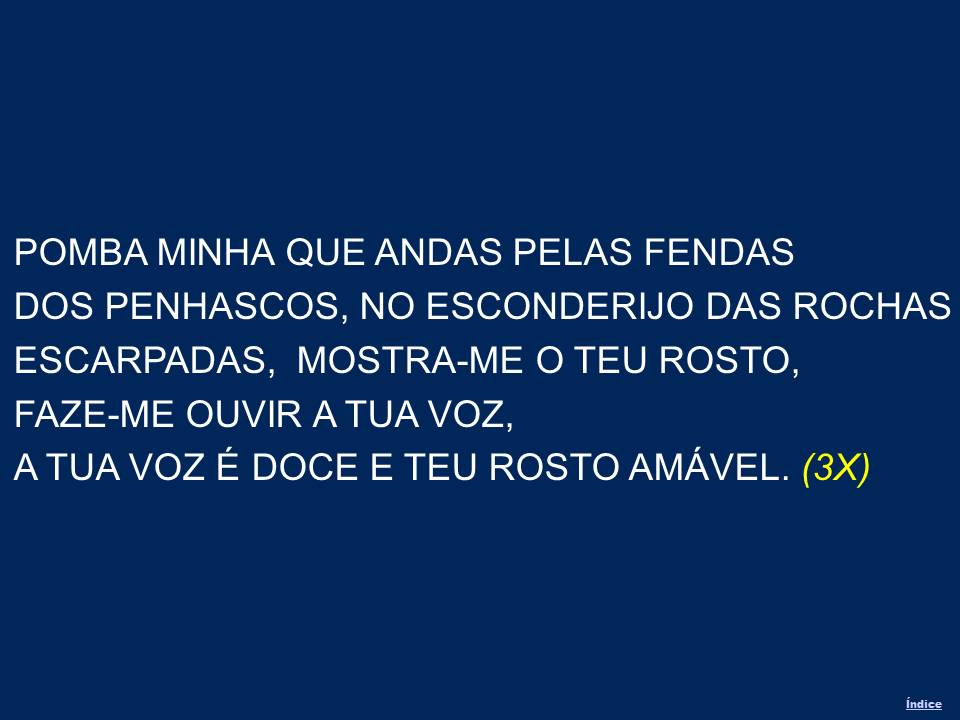 POMBA MINHA QUE ANDAS PELAS FENDAS
DOS PENHASCOS, NO ESCONDERIJO DAS ROCHAS
ESCARPADAS, MOSTRA-ME O TEU ROSTO,
FAZE-ME OUVIR A TUA VOZ,
A TUA VOZ É DOCE E TEU ROSTO AMÁVEL. (3X)
Índice